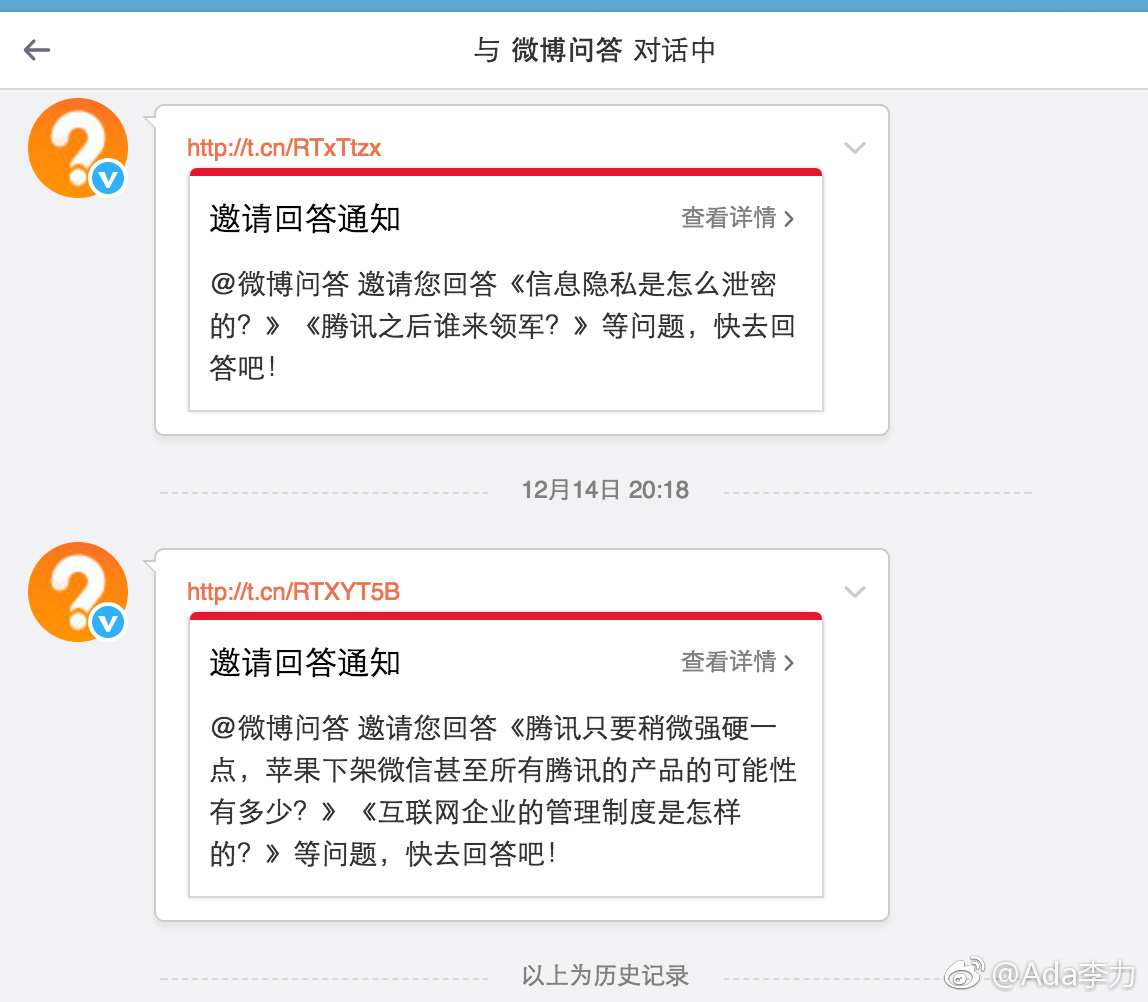 与 微博问答 对话中
http://t.cn/RTxTtzx
邀请回答通知
查看详情
@微博问答 邀请您回答《信息隐私是怎么泄密
的？》《腾讯之后谁来领军？》等问题，快去回
答吧！
12月14日 20:18
http://t.cn/RTXYT5B
邀请回答通知
查看详情
@微博问答 邀请您回答《腾讯只要稍微强硬一
点，苹果下架微信甚至所有腾讯的产品的可能性
有多少？》《互联网企业的管理制度是怎样
的？》等问题，快去回答吧！
以上为历史记录
@Ada李力